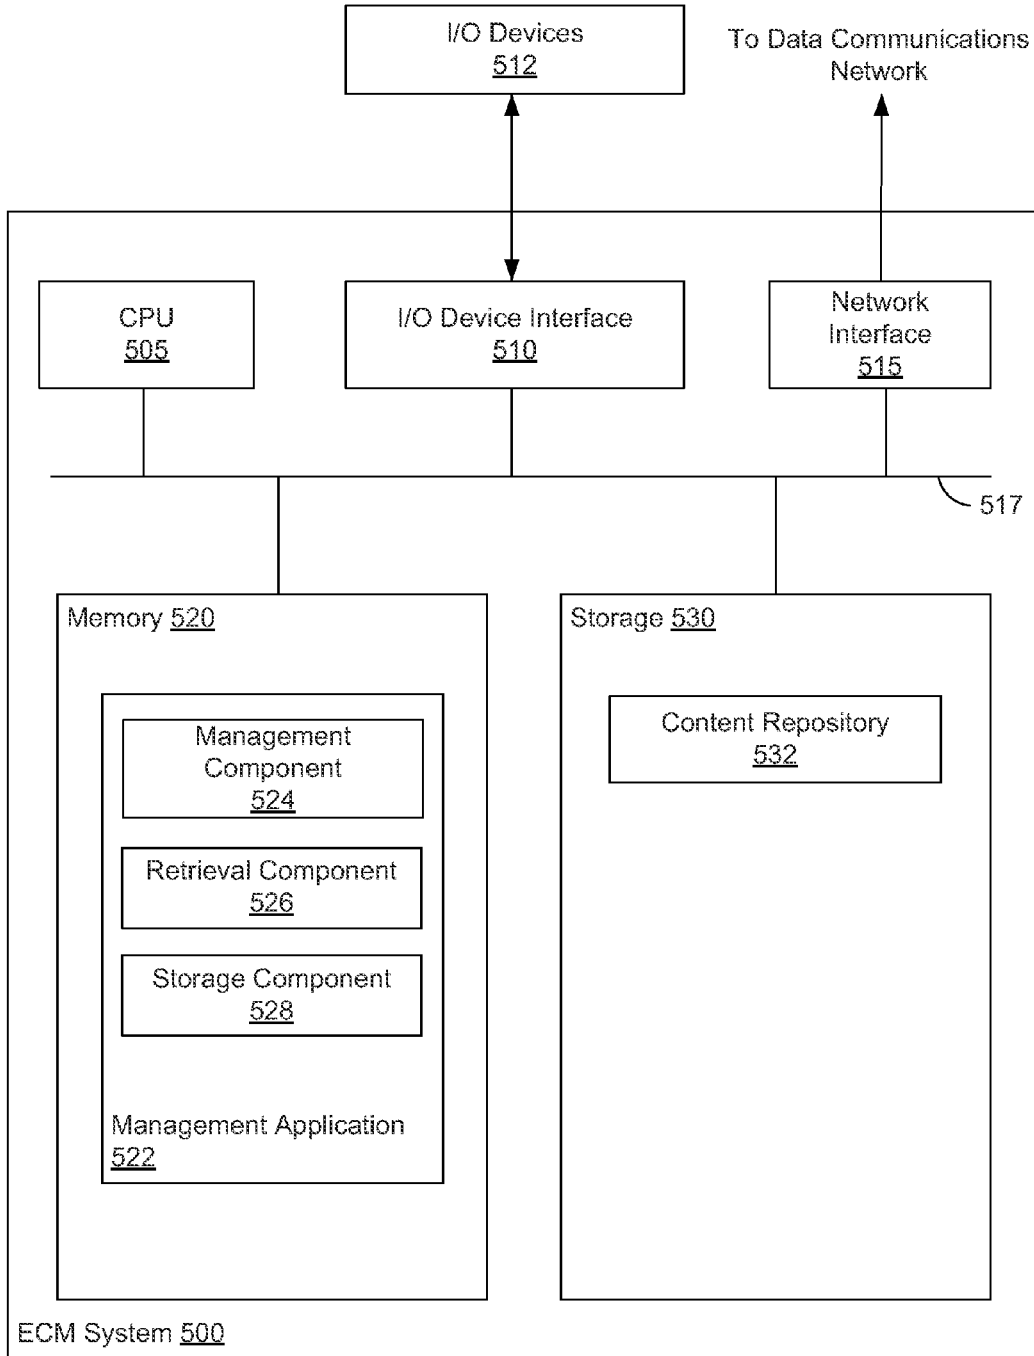 I/O Devices
512
To Data Communications
Network
CPU
505
I/O Device Interface
510
Network
Interface
515
517
Memory 520
Management
Component
524
Retrieval Component
526
Storage Component
528
Management Application
522
Storage 530
Content Repository
532
ECM System 500